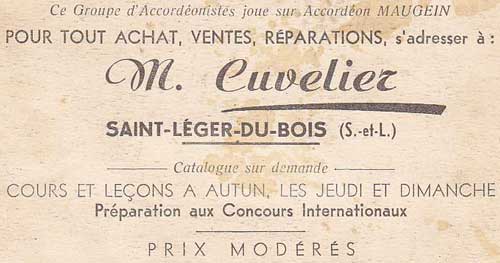 Ce Groupe d'Accordéonistes joue sur Accordéon MAUGEIN
POUR TOUT ACHAT, VENTES, RÉPARATIONS, s'adresser à :
M. Cuvelier
SAINT-LÉGER-DU-BOIS (S.-et-L.)
Catalogue sur demande
COURS ET LEÇONS A AUTUN, LES JEUDI ET DIMANCHE
Préparation aux Concours Internationaux
PRIX MODÉRÉS